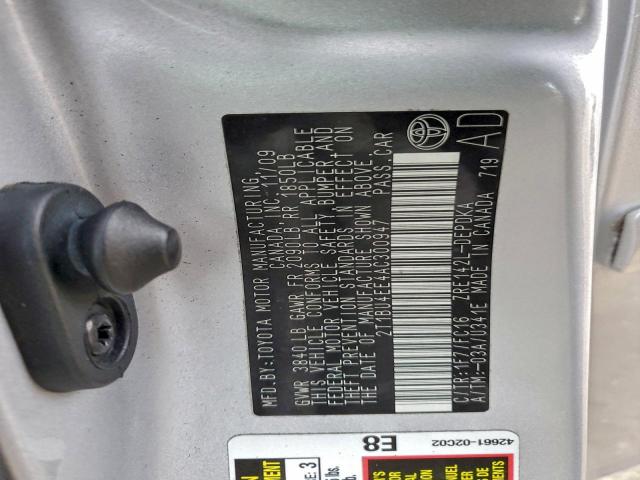 MFD.BY:TOYOTA MOTOR MANUFACTURING,
CANADA, INC. 11/09
GVWR 3840LB GAWR FR 2090LB RR 1850LB
THIS VEHICLE CONFORMS TO ALL APPLICABLE
FEDERAL MOTOR VEHICLE SAFETY, BUMPER, AND
THEFT PREVENTION STANDARDS IN EFFECT ON
THE DATE OF MANUFACTURE SHOWN ABOVE.
2T1BU4EE4AC300947 PASS.CAR
C/TR:1F7/FC16 ZRE142L-DEPDKA
A/TM:-03A/U341E MADE IN CANADA 719
AD
42661-02C02
E8
3
lbs.